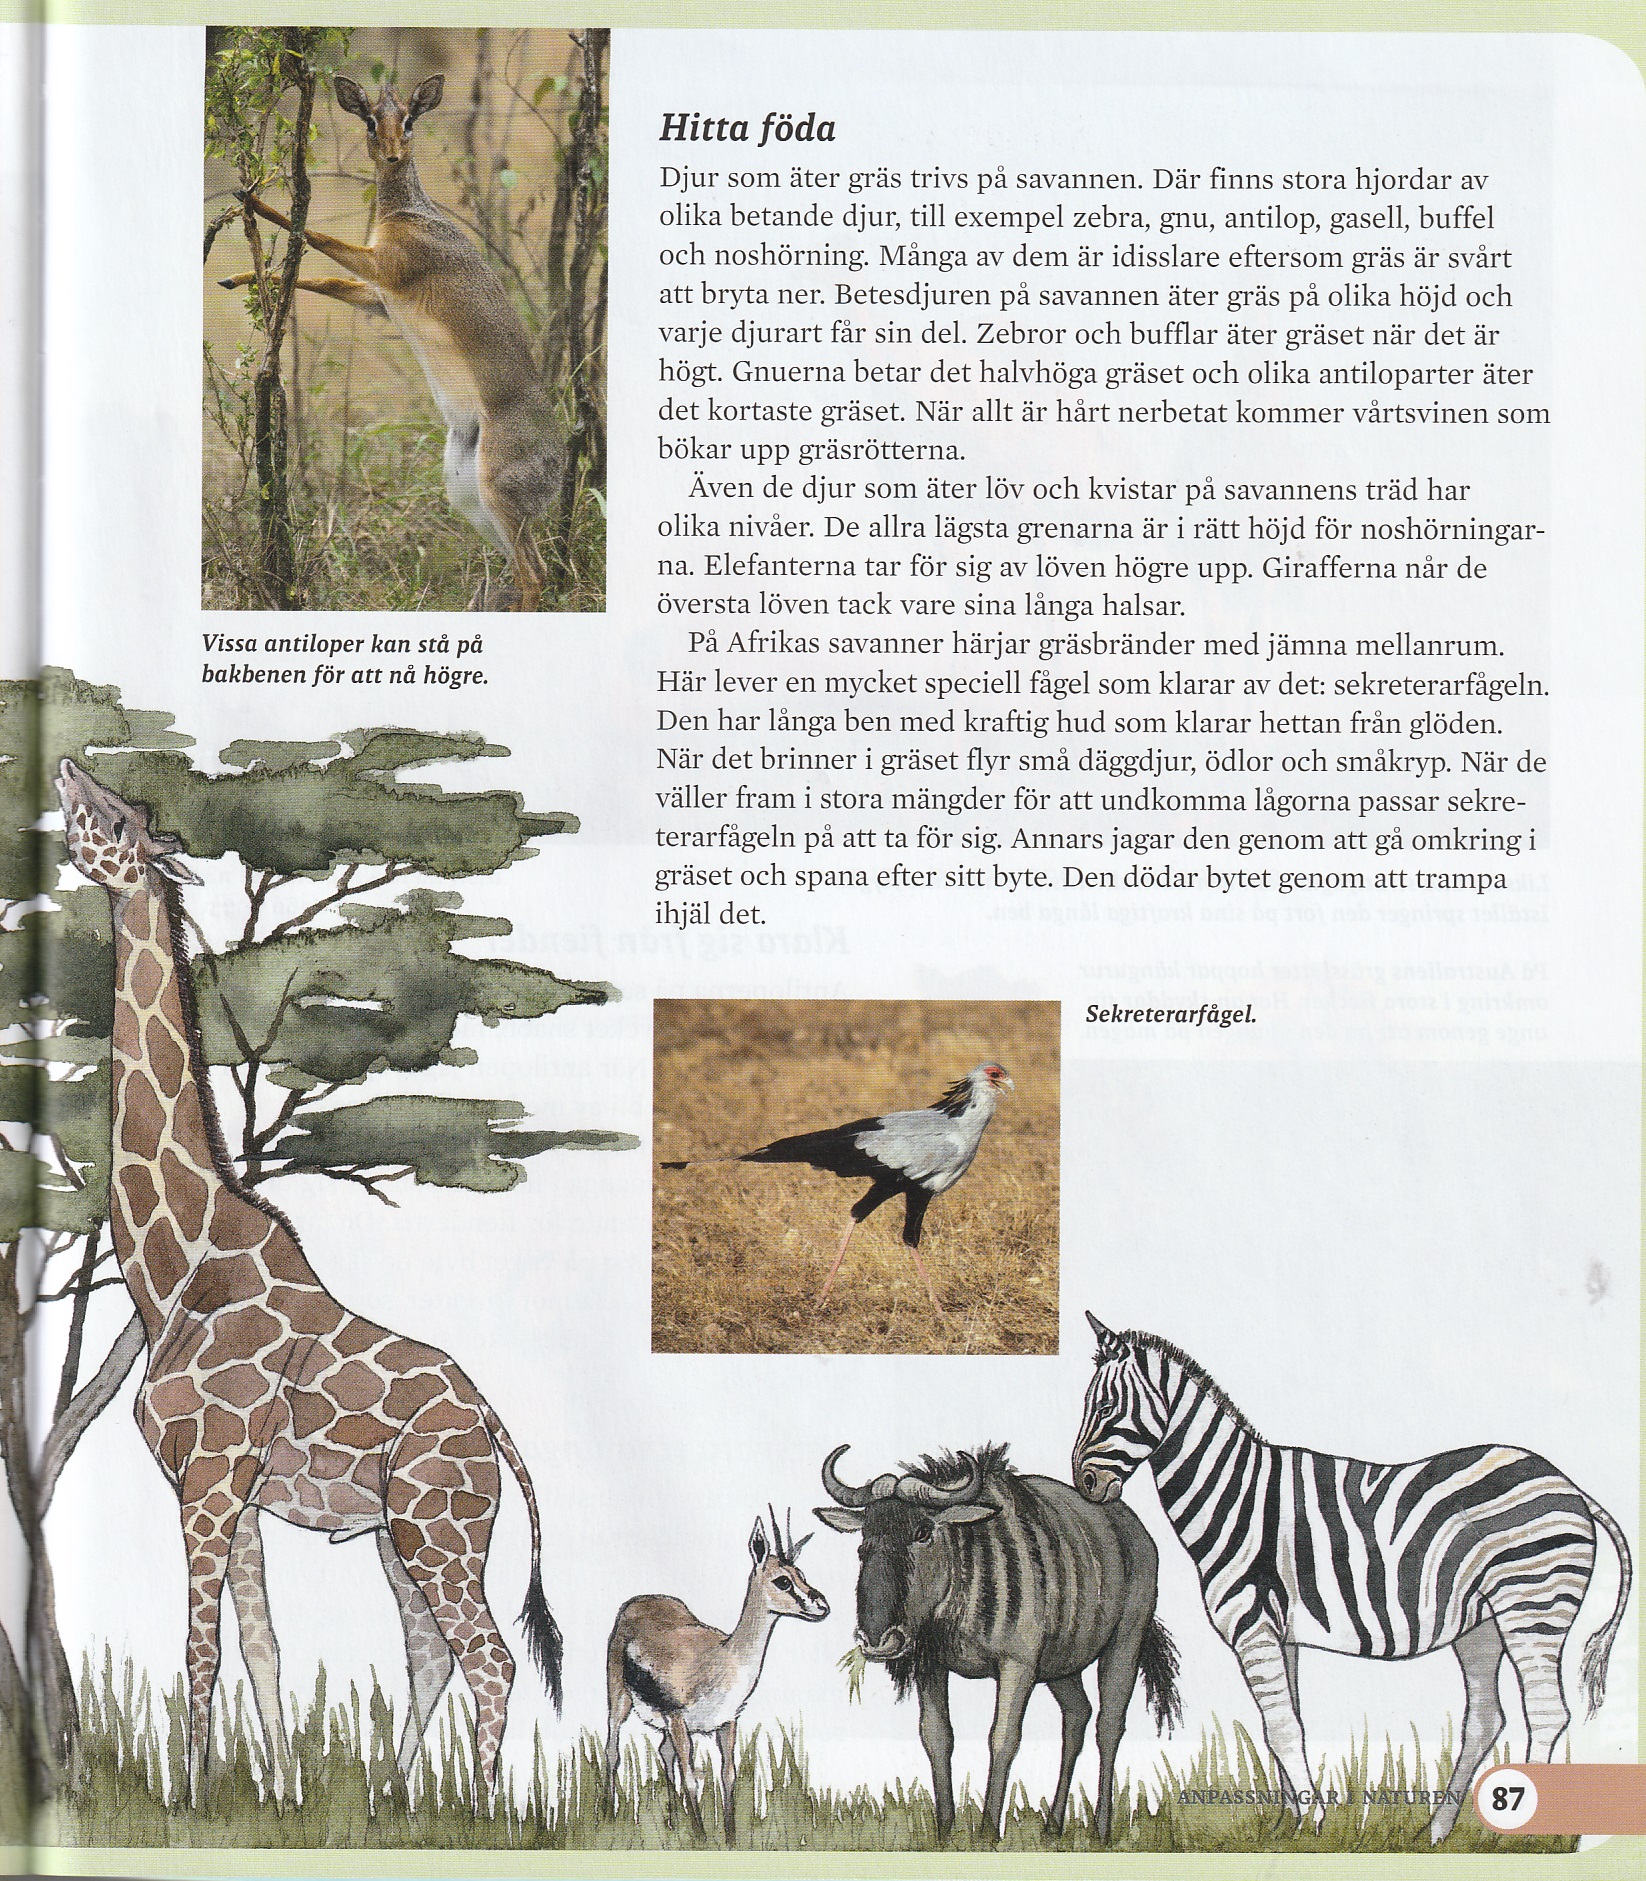 Hitta föda
Djur som äter gräs trivs på savannen. Där finns stora hjordar av
olika betande djur, till exempel zebra, gnu, antilop, gasell, buffel
och noshörning. Många av dem är idisslare eftersom gräs är svårt
att bryta ner. Betesdjuren på savannen äter gräs på olika höjd och
varje djurart får sin del. Zebror och bufflar äter gräset när det är
högt. Gnuerna betar det halvhöga gräset och olika antiloparter äter
det kortaste gräset. När allt är hårt nerbetat kommer vårtsvinen som
bökar upp gräsrötterna.
Även de djur som äter löv och kvistar på savannens träd har
olika nivåer. De allra lägsta grenarna är i rätt höjd för noshörningar-
na. Elefanterna tar för sig av löven högre upp. Girafferna når de
översta löven tack vare sina långa halsar.
På Afrikas savanner härjar gräsbränder med jämna mellanrum.
Här lever en mycket speciell fågel som klarar av det: sekreterarfågeln.
Den har långa ben med kraftig hud som klarar hettan från glöden.
När det brinner i gräset flyr små däggdjur, ödlor och småkryp. När de
väller fram i stora mängder för att undkomma lågorna passar sekre-
terarfågeln på att ta för sig. Annars jagar den genom att gå omkring i
gräset och spana efter sitt byte. Den dödar bytet genom att trampa
ihjäl det.
Vissa antiloper kan stå på
bakbenen för att nå högre.
Sekreterarfågel.
ANPASSNINGAR I NATUREN 87